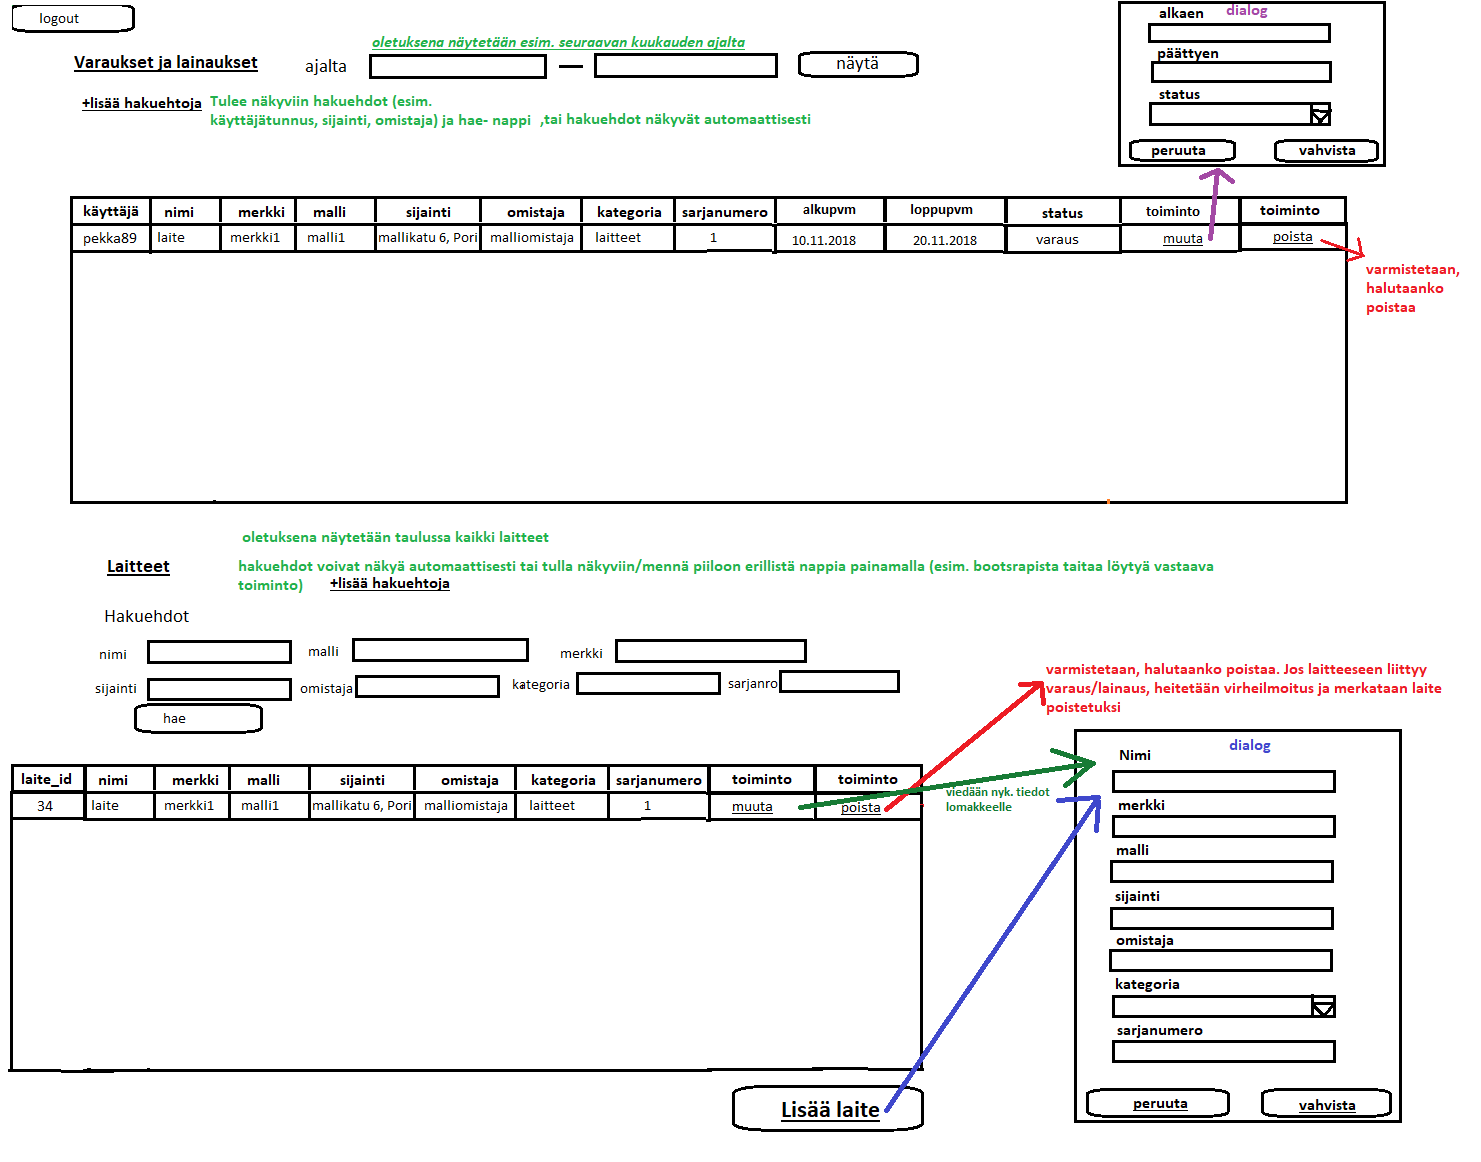 logout
oletuksena näytetään esim. seuraavan kuukauden ajalta
Varaukset ja lainaukset ajalta näytä
+lisää hakuehtoja Tulee näkyviin hakuehdot (esim.
käyttäjätunnus, sijainti, omistaja) ja hae- nappi ,tai hakuehdot näkyvät automaattisesti
alkaen dialog
päättyen
status
peruuta vahvista
käyttäjä nimi merkki malli sijainti omistaja kategoria sarjanumero alkupvm loppupvm status toiminto toiminto
pekka89 laite merkki1 malli1 mallikatu 6, Pori malliomistaja laitteet 1 10.11.2018 20.11.2018 varaus muuta poista
varmistetaan,
halutaanko
poistaa
oletuksena näytetään taulussa kaikki laitteet
Laitteet hakuehdot voivat näkyä automaattisesti tai tulla näkyviin/mennä piiloon erillistä nappia painamalla (esim. bootsrapista taitaa löytyä vastaava
toiminto) +lisää hakuehtoja
Hakuehdot
nimi malli merkki
sijainti omistaja kategoria sarjanro
hae
varmistetaan, halutaanko poistaa. Jos laitteeseen liittyy
varaus/lainaus, heitetään virheilmoitus ja merkataan laite
poistetuksi
laite_id nimi merkki malli sijainti omistaja kategoria sarjanumero toiminto toiminto
34 laite merkki1 malli1 mallikatu 6, Pori malliomistaja laitteet 1 muuta poista
viedään nyk. tiedot
lomakkeelle
dialog
Nimi
merkki
malli
sijainti
omistaja
kategoria
sarjanumero
peruuta vahvista
Lisää laite